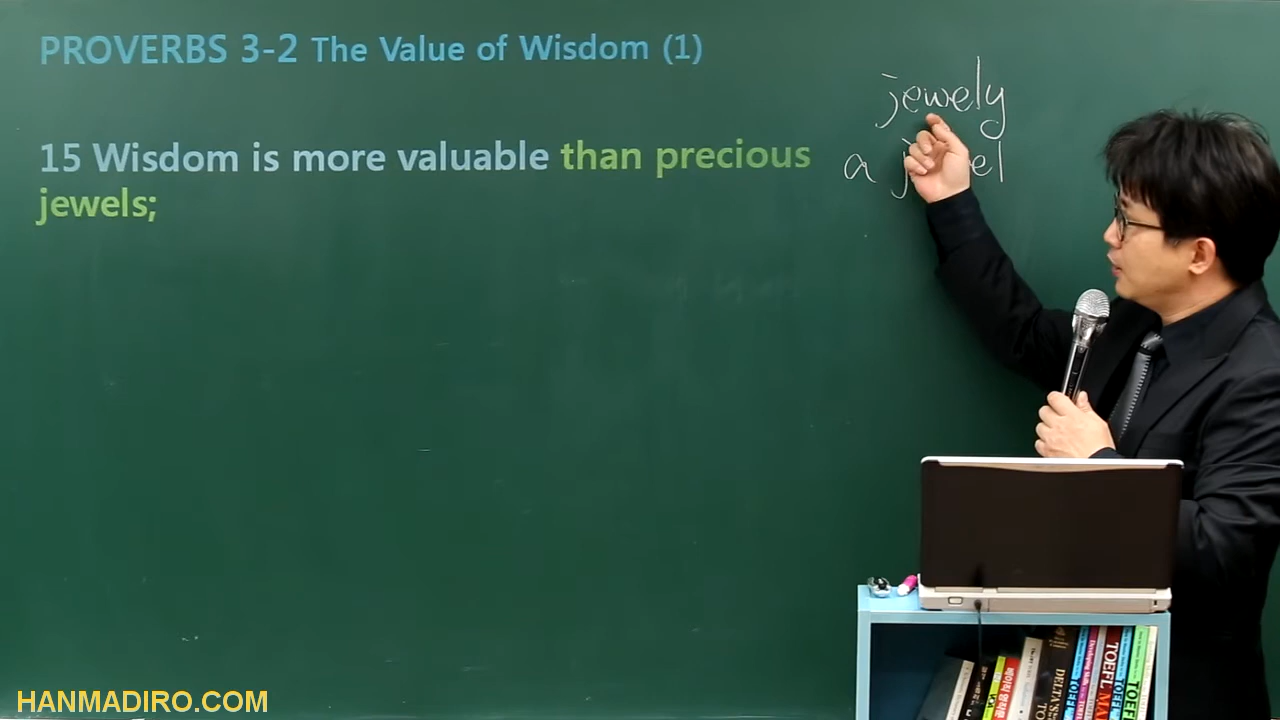 PROVERBS 3-2 The Value of Wisdom (1)
15 Wisdom is more valuable than precious
jewels;
jewely
a
TOEFL
HANMADIRO.COM